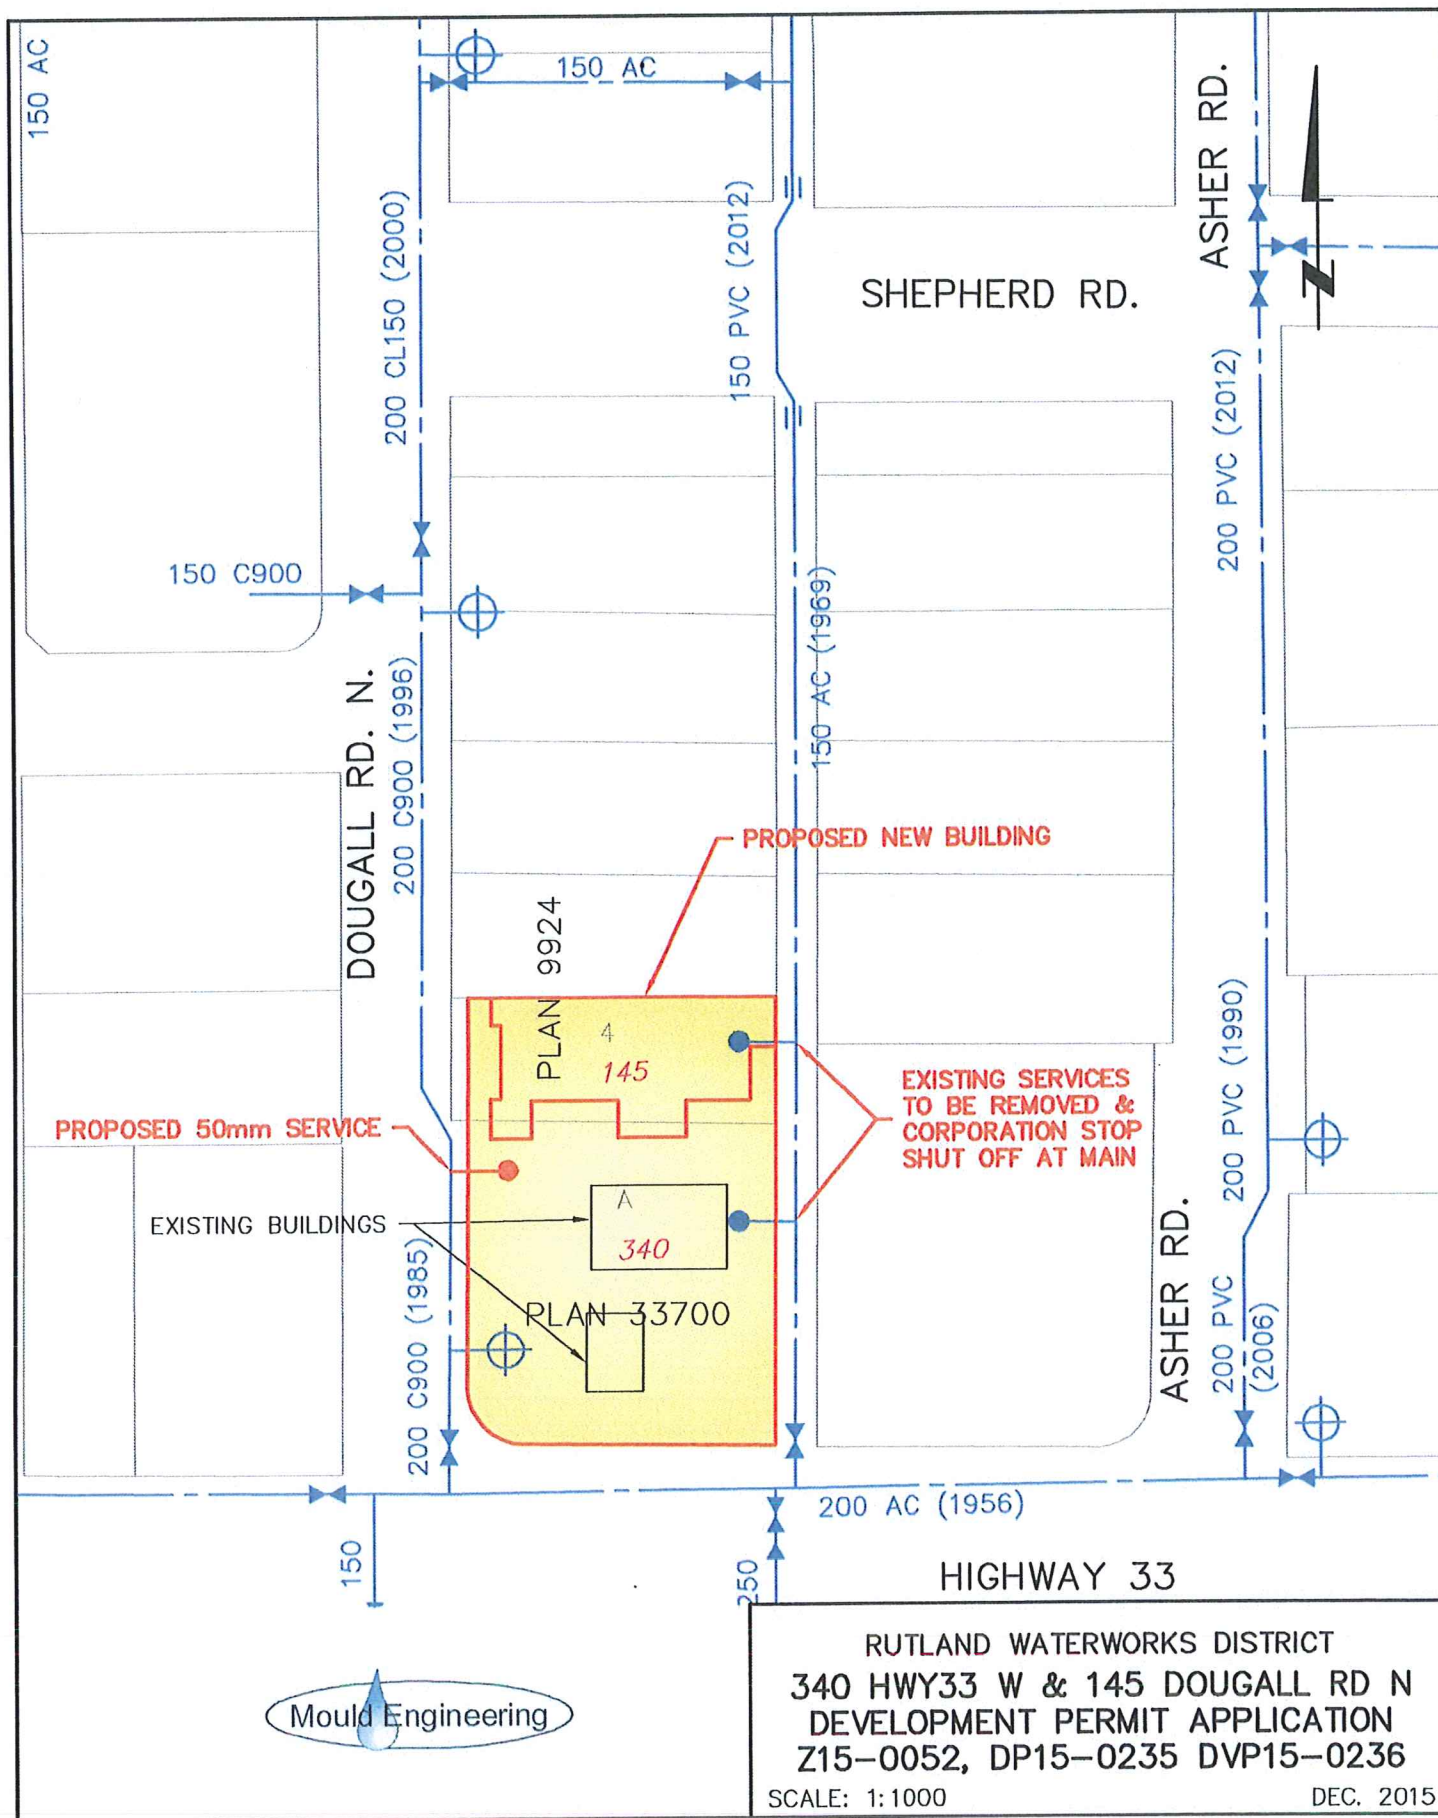 150 AC
150 AC
ASHER RD.
200 CL150 (2000)
150 PVC (2012)
SHEPHERD RD.
N
200 PVC (2012)
150 C900
150 AC (1969)
DOUGALL RD. N.
200 C900 (1996)
PROPOSED NEW BUILDING
PLAN 9924
4
145
200 PVC (1990)
EXISTING SERVICES
TO BE REMOVED &
CORPORATION STOP
SHUT OFF AT MAIN
PROPOSED 50mm SERVICE
A
340
EXISTING BUILDINGS
200 C900 (1985)
PLAN 33700
ASHER RD.
200 PVC
(2006)
200 AC (1956)
150
250
HIGHWAY 33
Mould Engineering
RUTLAND WATERWORKS DISTRICT
340 HWY33 W & 145 DOUGALL RD N
DEVELOPMENT PERMIT APPLICATION
Z15-0052, DP15-0235 DVP15-0236
SCALE: 1:1000
DEC. 2015